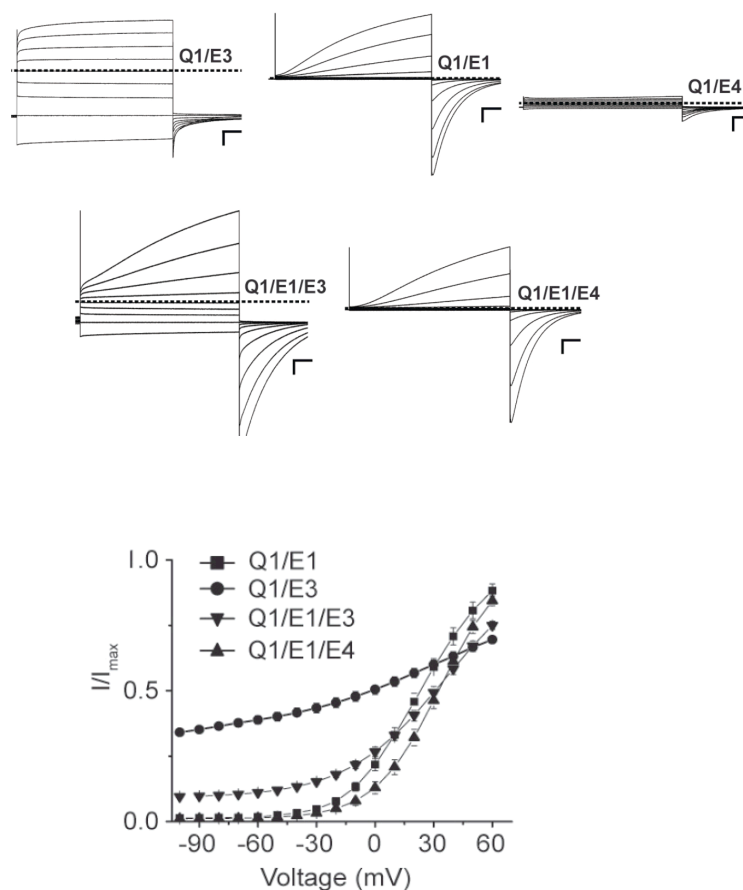 Q1/E3
Q1/E1
Q1/E4
Q1/E1/E3
Q1/E1/E4
1.0
0.5
0.0
I/Imax
Q1/E1
Q1/E3
Q1/E1/E3
Q1/E1/E4
-90 -60 -30 0 30 60
Voltage (mV)